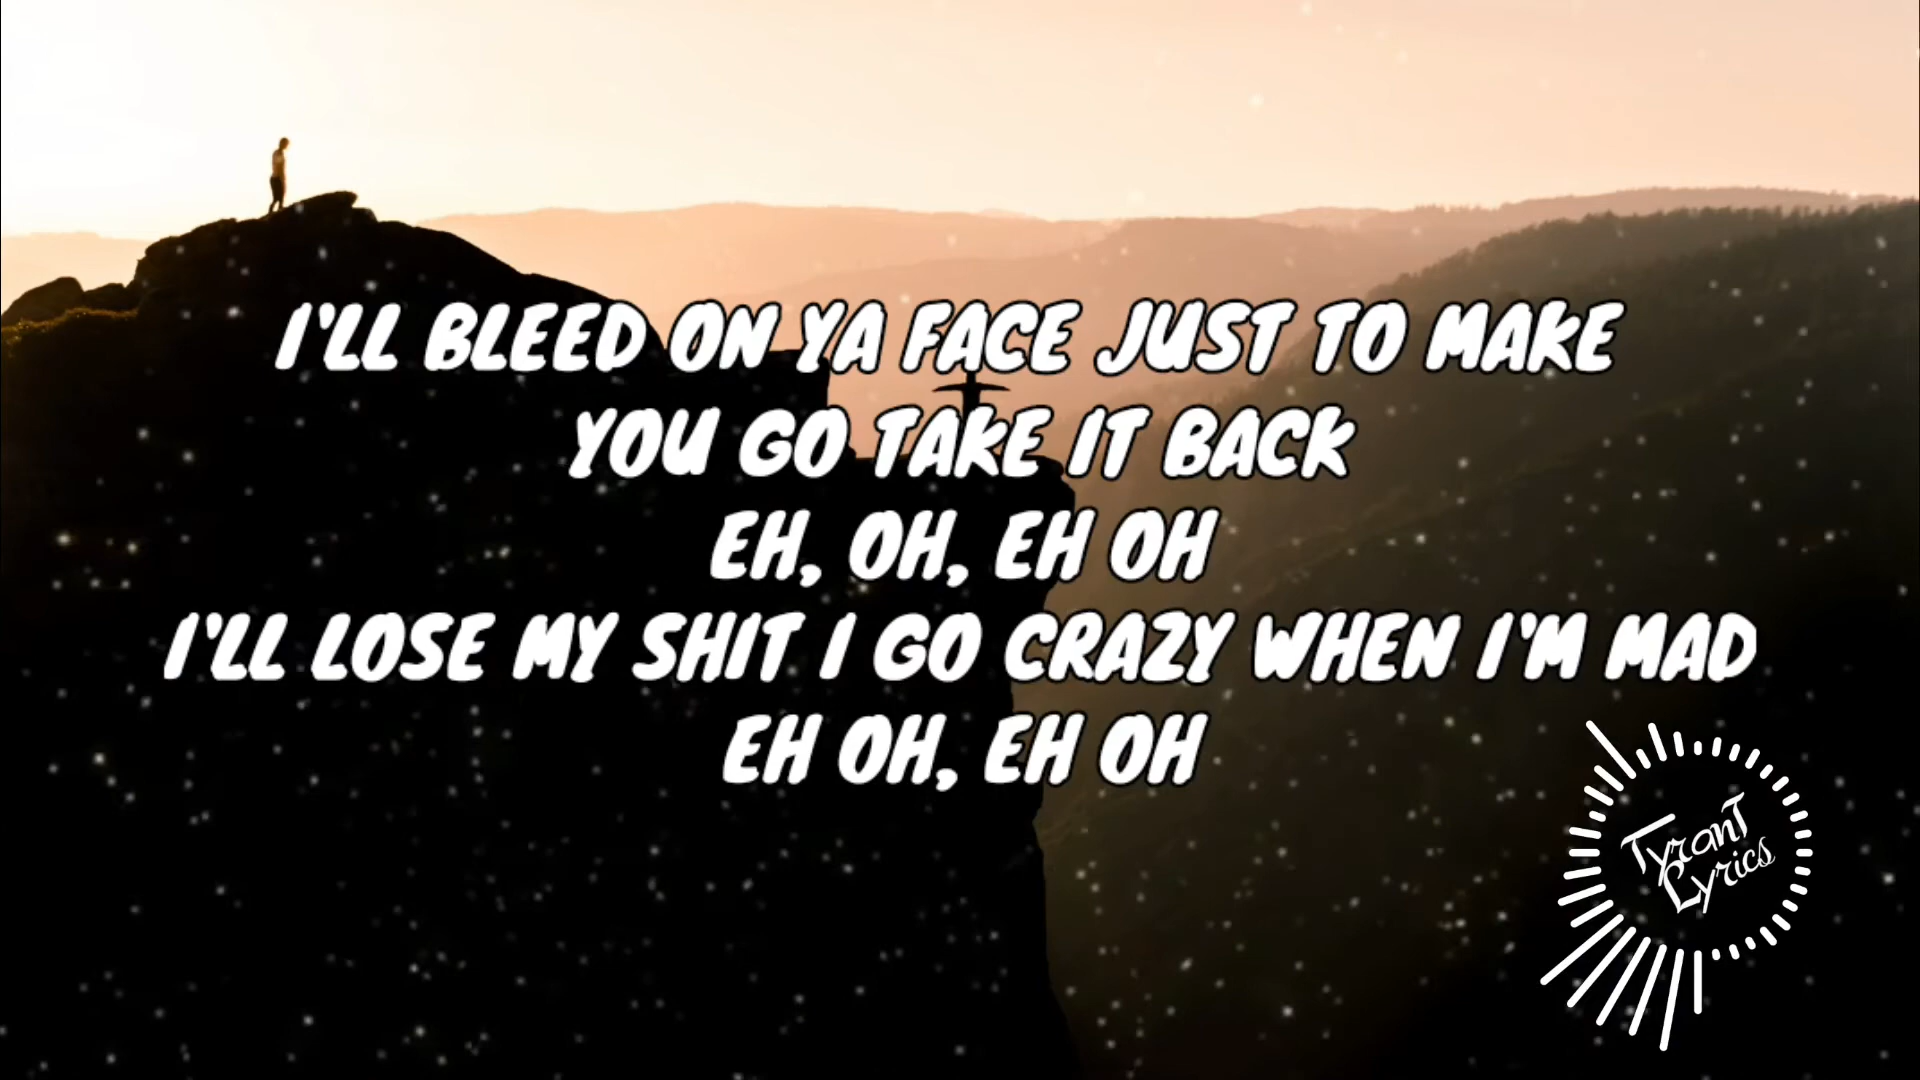 I'LL BLEED ON YA FACE JUST TO MAKE
YOU GO TAKE IT BACK
EH, OH, EH OH
I'LL LOSE MY SHIT I GO CRAZY WHEN I'M MAD
EH OH, EH OH
TyranT
Lyrics